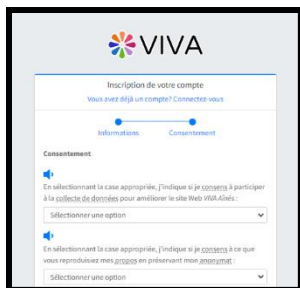 VIVA
Inscription de votre compte
Vous avez déjà un compte? Connectez-vous
Informations Consentement
Consentement
En sélectionnant la case appropriée, j'indique si je consens à participer
à la collecte de données pour améliorer le site Web VIVA Aînés :
Sélectionner une option
En sélectionnant la case appropriée, j'indique si je consens à ce que
vous reproduisiez mes propos en préservant mon anonymat :
Sélectionner une option